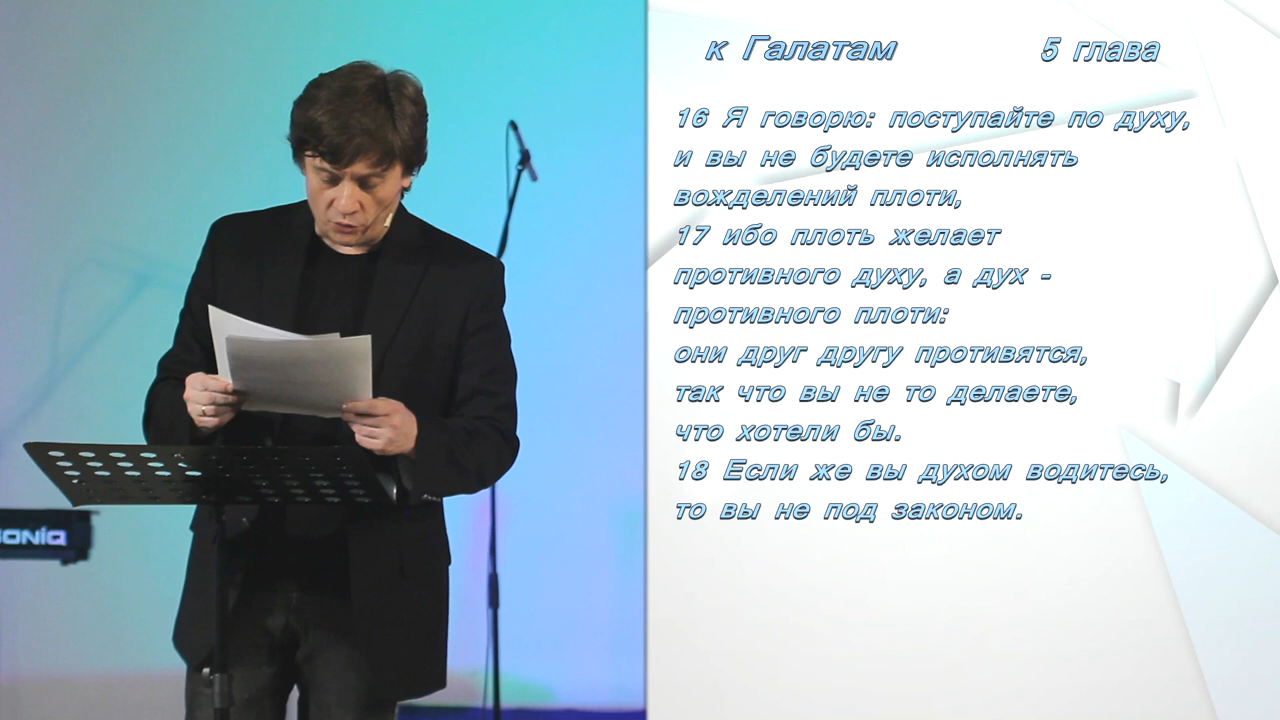 к Галатам 5 глава
16 Я говорю: поступайте по духу,
и вы не будете исполнять
вожделений плоти,
17 ибо плоть желает
противного духу, а дух -
противного плоти:
они друг другу противятся,
так что вы не то делаете,
что хотели бы.
18 Если же вы духом водитесь,
то вы не под законом.